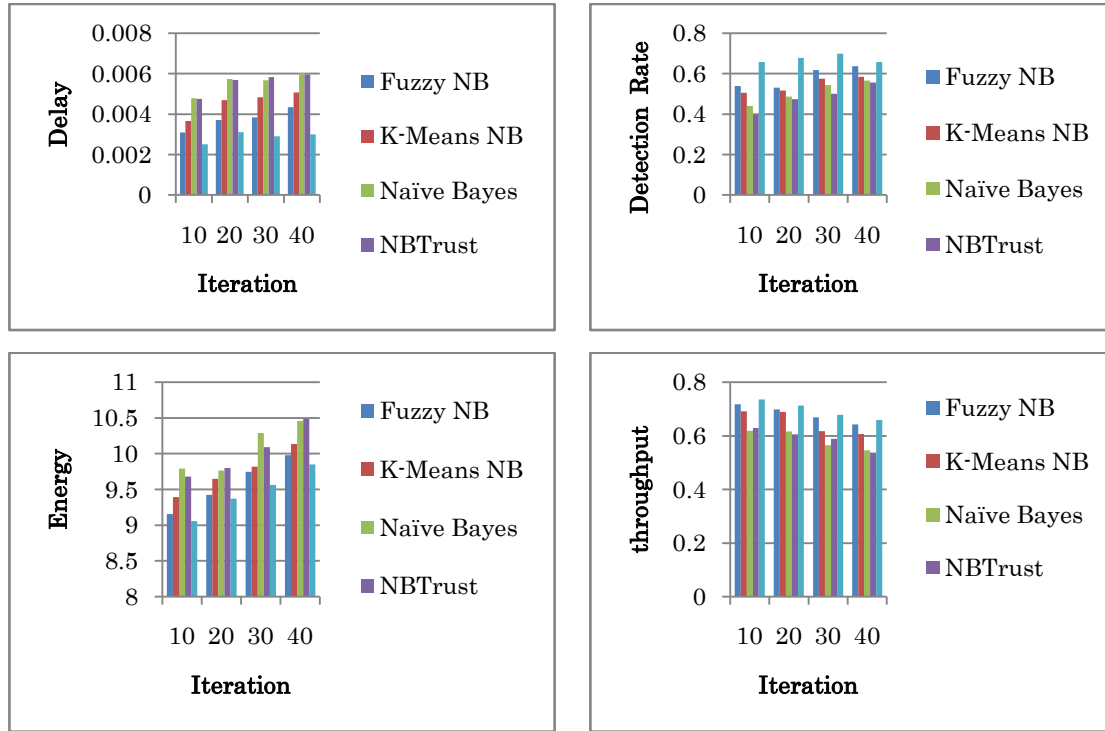 0.008
0.006
0.004
0.002
0
Delay
10 20 30 40
Iteration
Fuzzy NB
K-Means NB
Naïve Bayes
NBTrust
0.8
0.6
0.4
0.2
0
Detection Rate
10 20 30 40
Iteration
Fuzzy NB
K-Means NB
Naïve Bayes
NBTrust
11
10.5
10
9.5
9
8.5
8
Energy
10 20 30 40
Iteration
Fuzzy NB
K-Means NB
Naïve Bayes
NBTrust
0.8
0.6
0.4
0.2
0
throughput
10 20 30 40
Iteration
Fuzzy NB
K-Means NB
Naïve Bayes
NBTrust